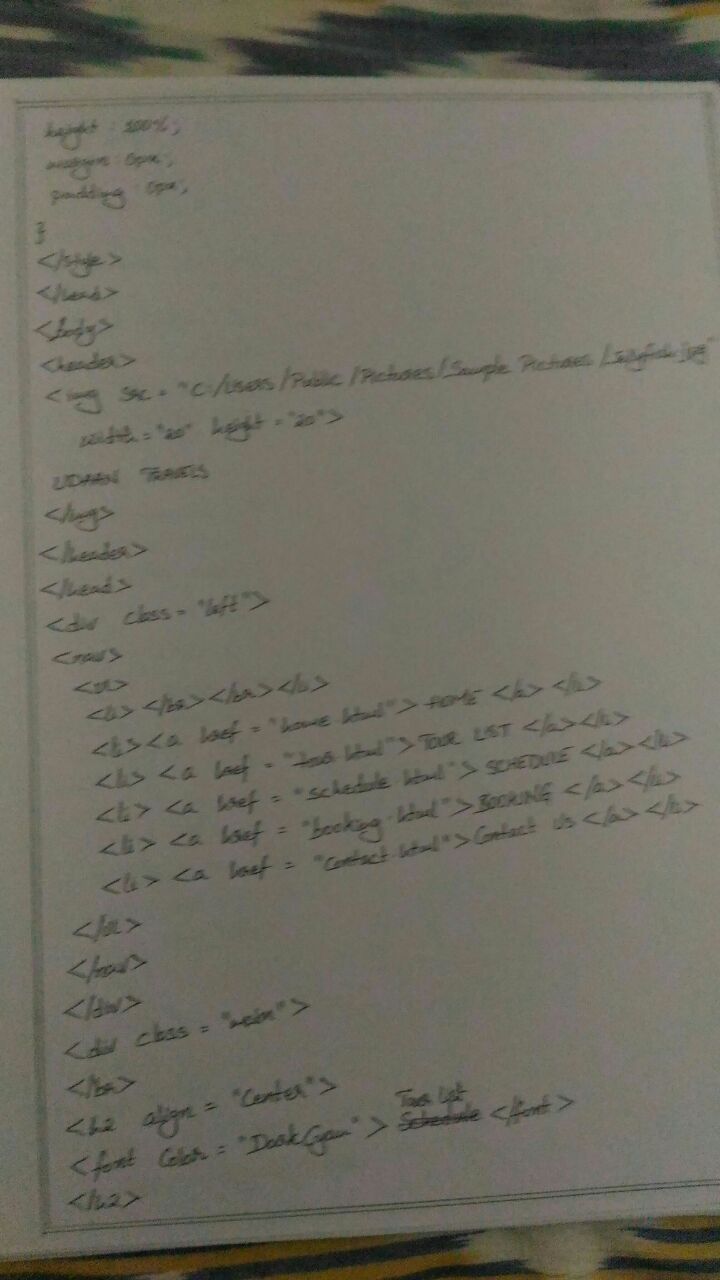 height : 100%;
margin : 0px;
padding : 0px;
}
</style>
</head>
<body>
<header>
<img src = "C:/Users/Public/Pictures/Sample Pictures/Jellyfish.jpg"
width="20" height = "20">
UDAAN TRAVELS
</img>
</header>
</head>
<div class = "left">
<nav>
<ul>
<li> </br></br></li>
<li><a href = "home.html"> HOME </a> </li>
<li> <a href = "tour.html"> TOUR LIST </a></li>
<li> <a href = "schedule.html"> SCHEDULE </a> </li>
<li> <a href = "booking.html"> BOOKING </a> </li>
<li> <a href = "Contact.html"> Contact Us </a> </li>
</ul>
</nav>
</div>
<div class = "main">
</br>
<h2 align = "Center">
Tour List
<font Color = "DarkCyan"> Schedule </font>
</h2>